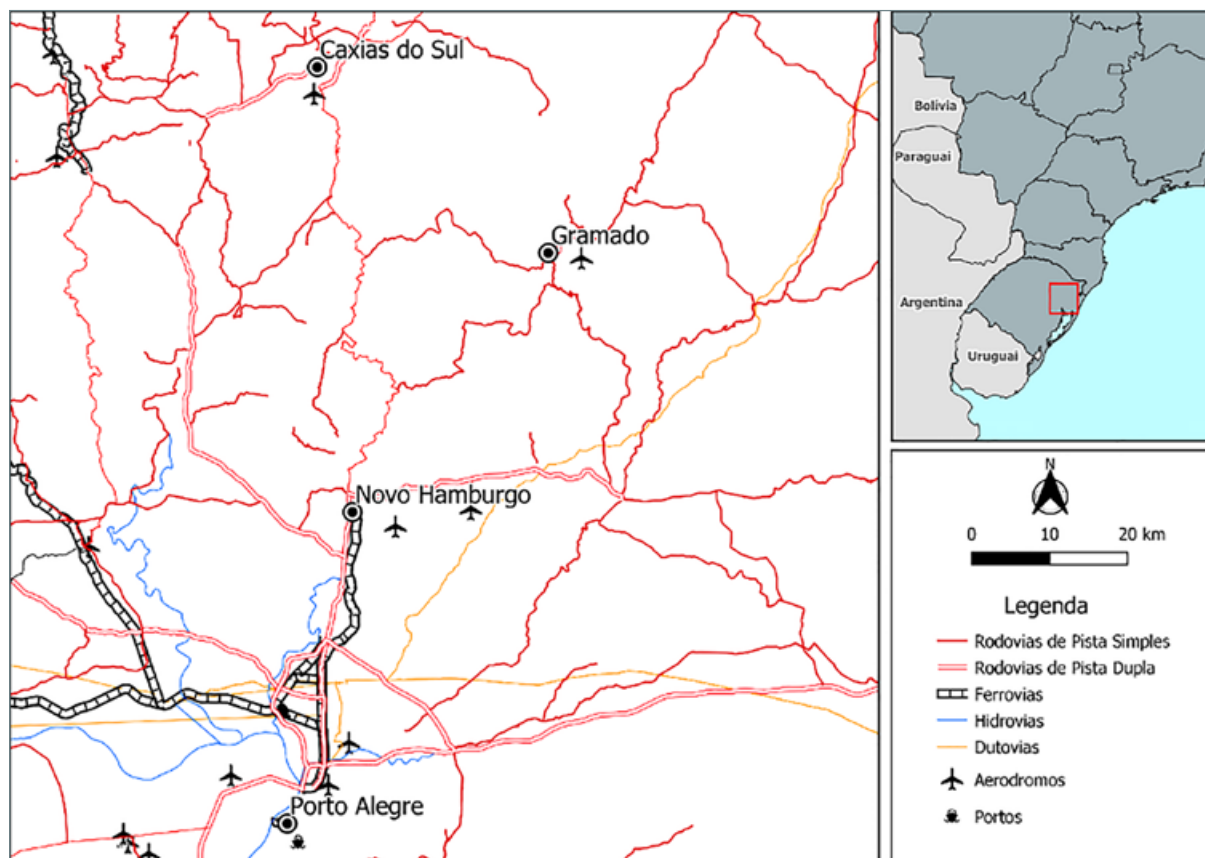 Caxias do Sul
Gramado
Novo Hamburgo
Porto Alegre
Bolívia
Paraguai
Argentina
Uruguai
N
0 10 20 km
Legenda
Rodovias de Pista Simples
Rodovias de Pista Dupla
Ferrovias
Hidrovias
Dutovias
Aerodromos
Portos